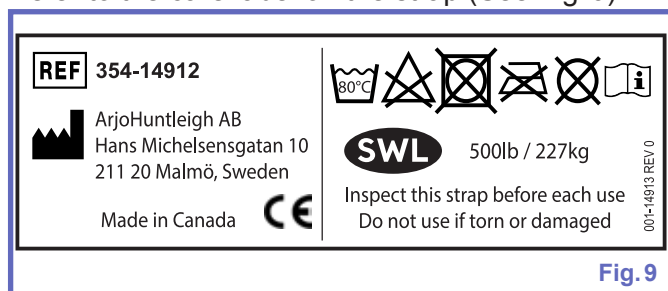 REF 354-14912
ArjoHuntleigh AB
Hans Michelsensgatan 10
211 20 Malmö, Sweden
Made in Canada CE
80°C
SWL 500lb / 227kg
Inspect this strap before each use
Do not use if torn or damaged
001-14913 REV 0
Fig.9